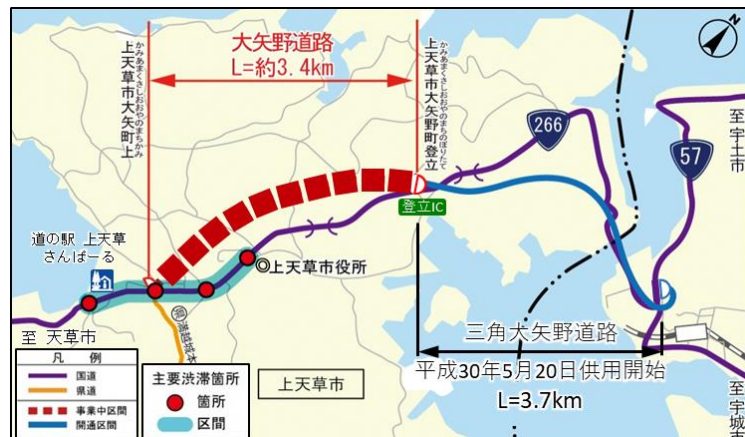 大矢野道路
L=約3.4km
かみあまくさしおおやのまちかみ
上天草市大矢野町上
かみあまくさしおおやのまちのぼりたて
上天草市大矢野町登立
266
57
至 宇土市
登立IC
道の駅 上天草
さんぱーる
◎上天草市役所
至 天草市
三角大矢野道路
平成30年5月20日供用開始
L=3.7km
至 宇城市
上天草市
凡 例
国道
県道
事業中区間
開通区間
主要渋滞箇所
箇所
区間